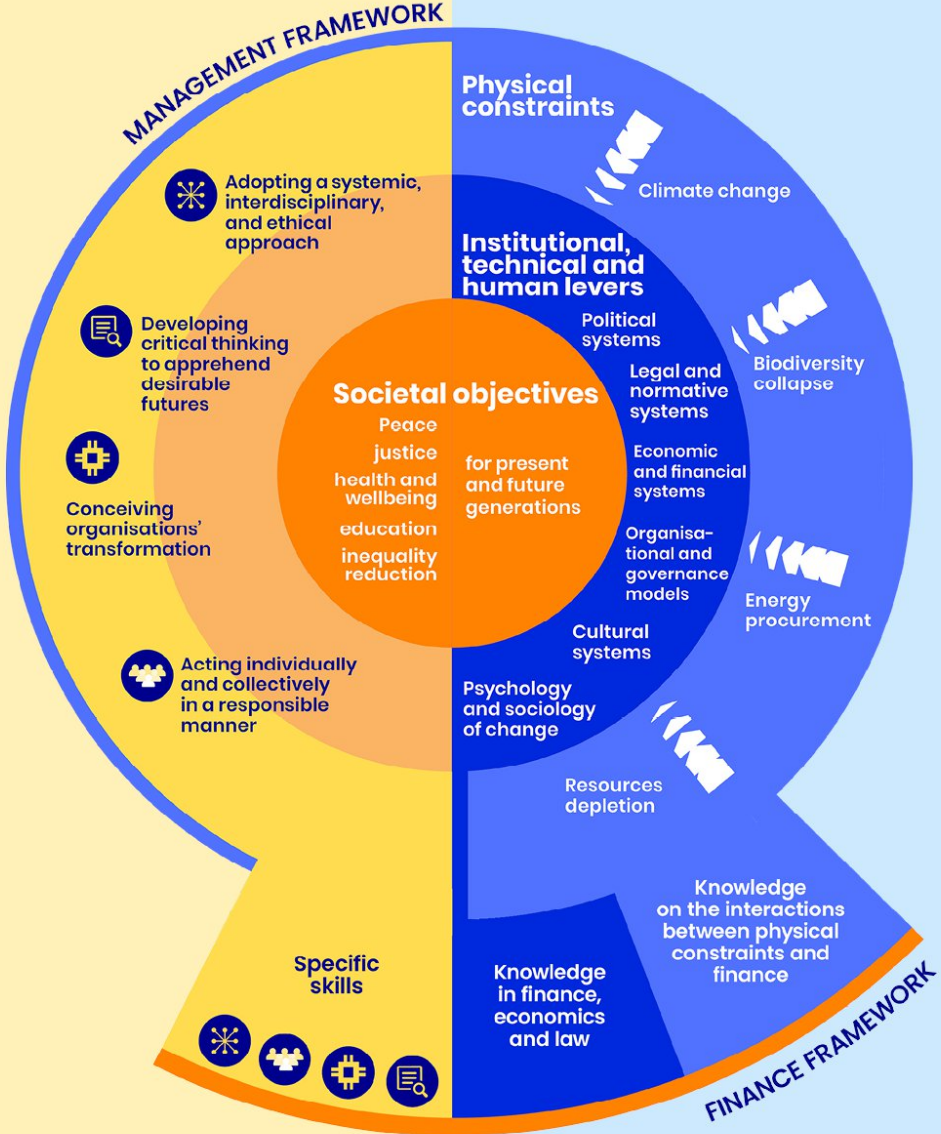 MANAGEMENT FRAMEWORK
Physical
constraints
Climate change
Biodiversity
collapse
Energy
procurement
Resources
depletion
Adopting a systemic,
interdisciplinary,
and ethical
approach
Developing
critical thinking
to apprehend
desirable
futures
Conceiving
organisations’
transformation
Acting individually
and collectively
in a responsible
manner
Institutional,
technical and
human levers
Political
systems
Legal and
normative
systems
Economic
and financial
systems
Organisa-
tional and
governance
models
Cultural
systems
Psychology
and sociology
of change
Societal objectives
Peace
justice
health and
wellbeing
education
inequality
reduction
for present
and future
generations
Specific
skills
Knowledge
in finance,
economics
and law
Knowledge
on the interactions
between physical
constraints and
finance
FINANCE FRAMEWORK